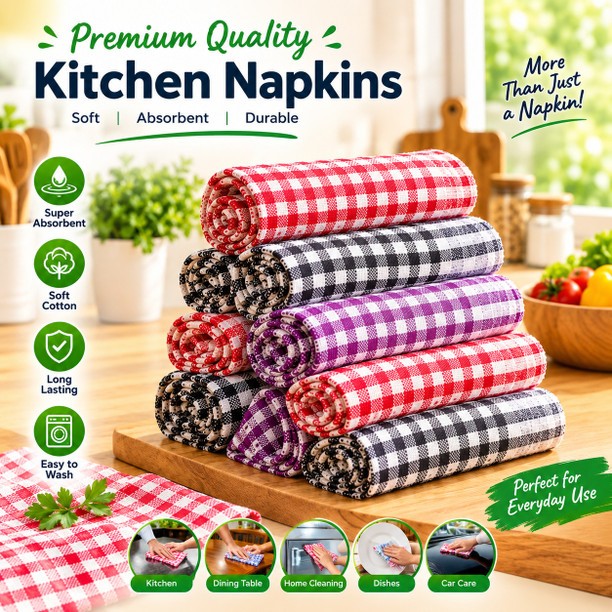 Premium Quality
Kitchen Napkins
Soft | Absorbent | Durable
More
Than Just
a Napkin!
Super
Absorbent
Soft
Cotton
Long
Lasting
Easy to
Wash
Perfect for
Everyday Use
Kitchen
Dining Table
Home Cleaning
Dishes
Car Care